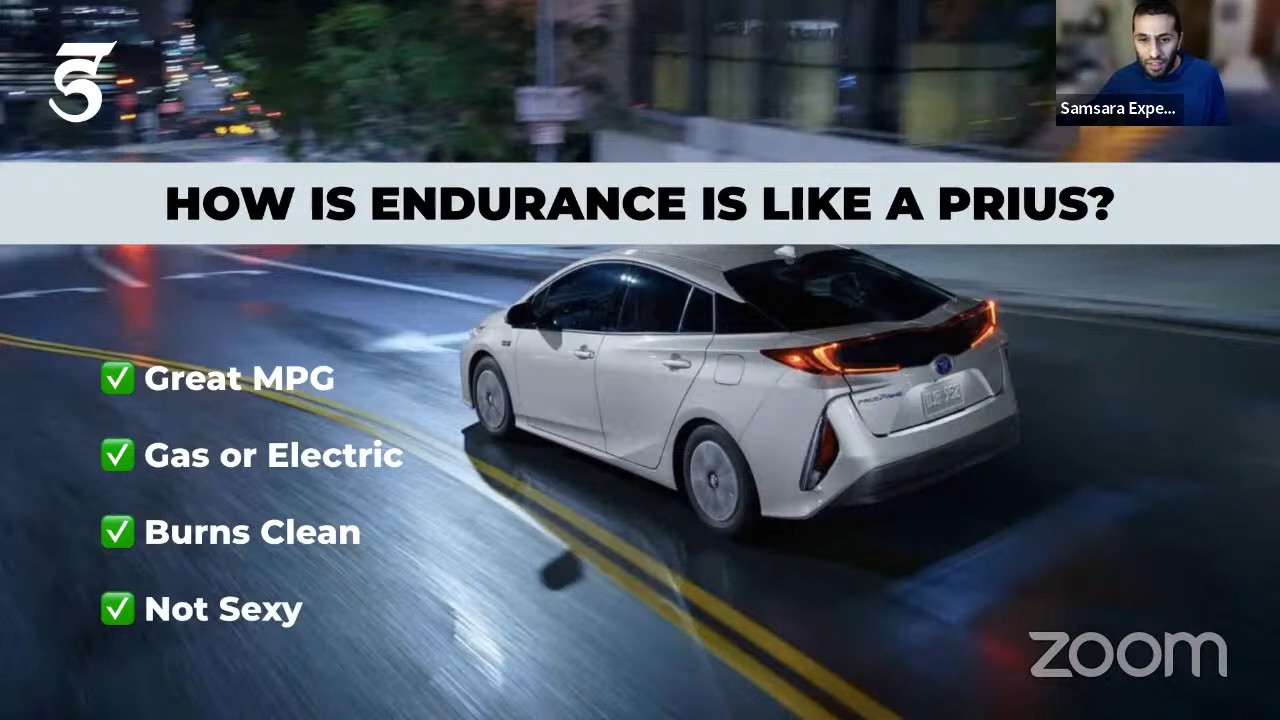 Samsara Expe...
HOW IS ENDURANCE IS LIKE A PRIUS?
✅ Great MPG
✅ Gas or Electric
✅ Burns Clean
✅ Not Sexy
zoom